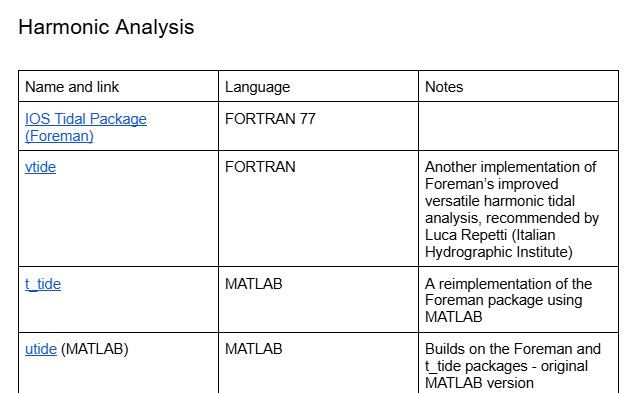 Harmonic Analysis
Name and link
Language
Notes
IOS Tidal Package
(Foreman)
FORTRAN 77
vtide
FORTRAN
Another implementation of
Foreman’s improved
versatile harmonic tidal
analysis, recommended by
Luca Repetti (Italian
Hydrographic Institute)
t_tide
MATLAB
A reimplementation of the
Foreman package using
MATLAB
utide (MATLAB)
MATLAB
Builds on the Foreman and
t_tide packages - original
MATLAB version